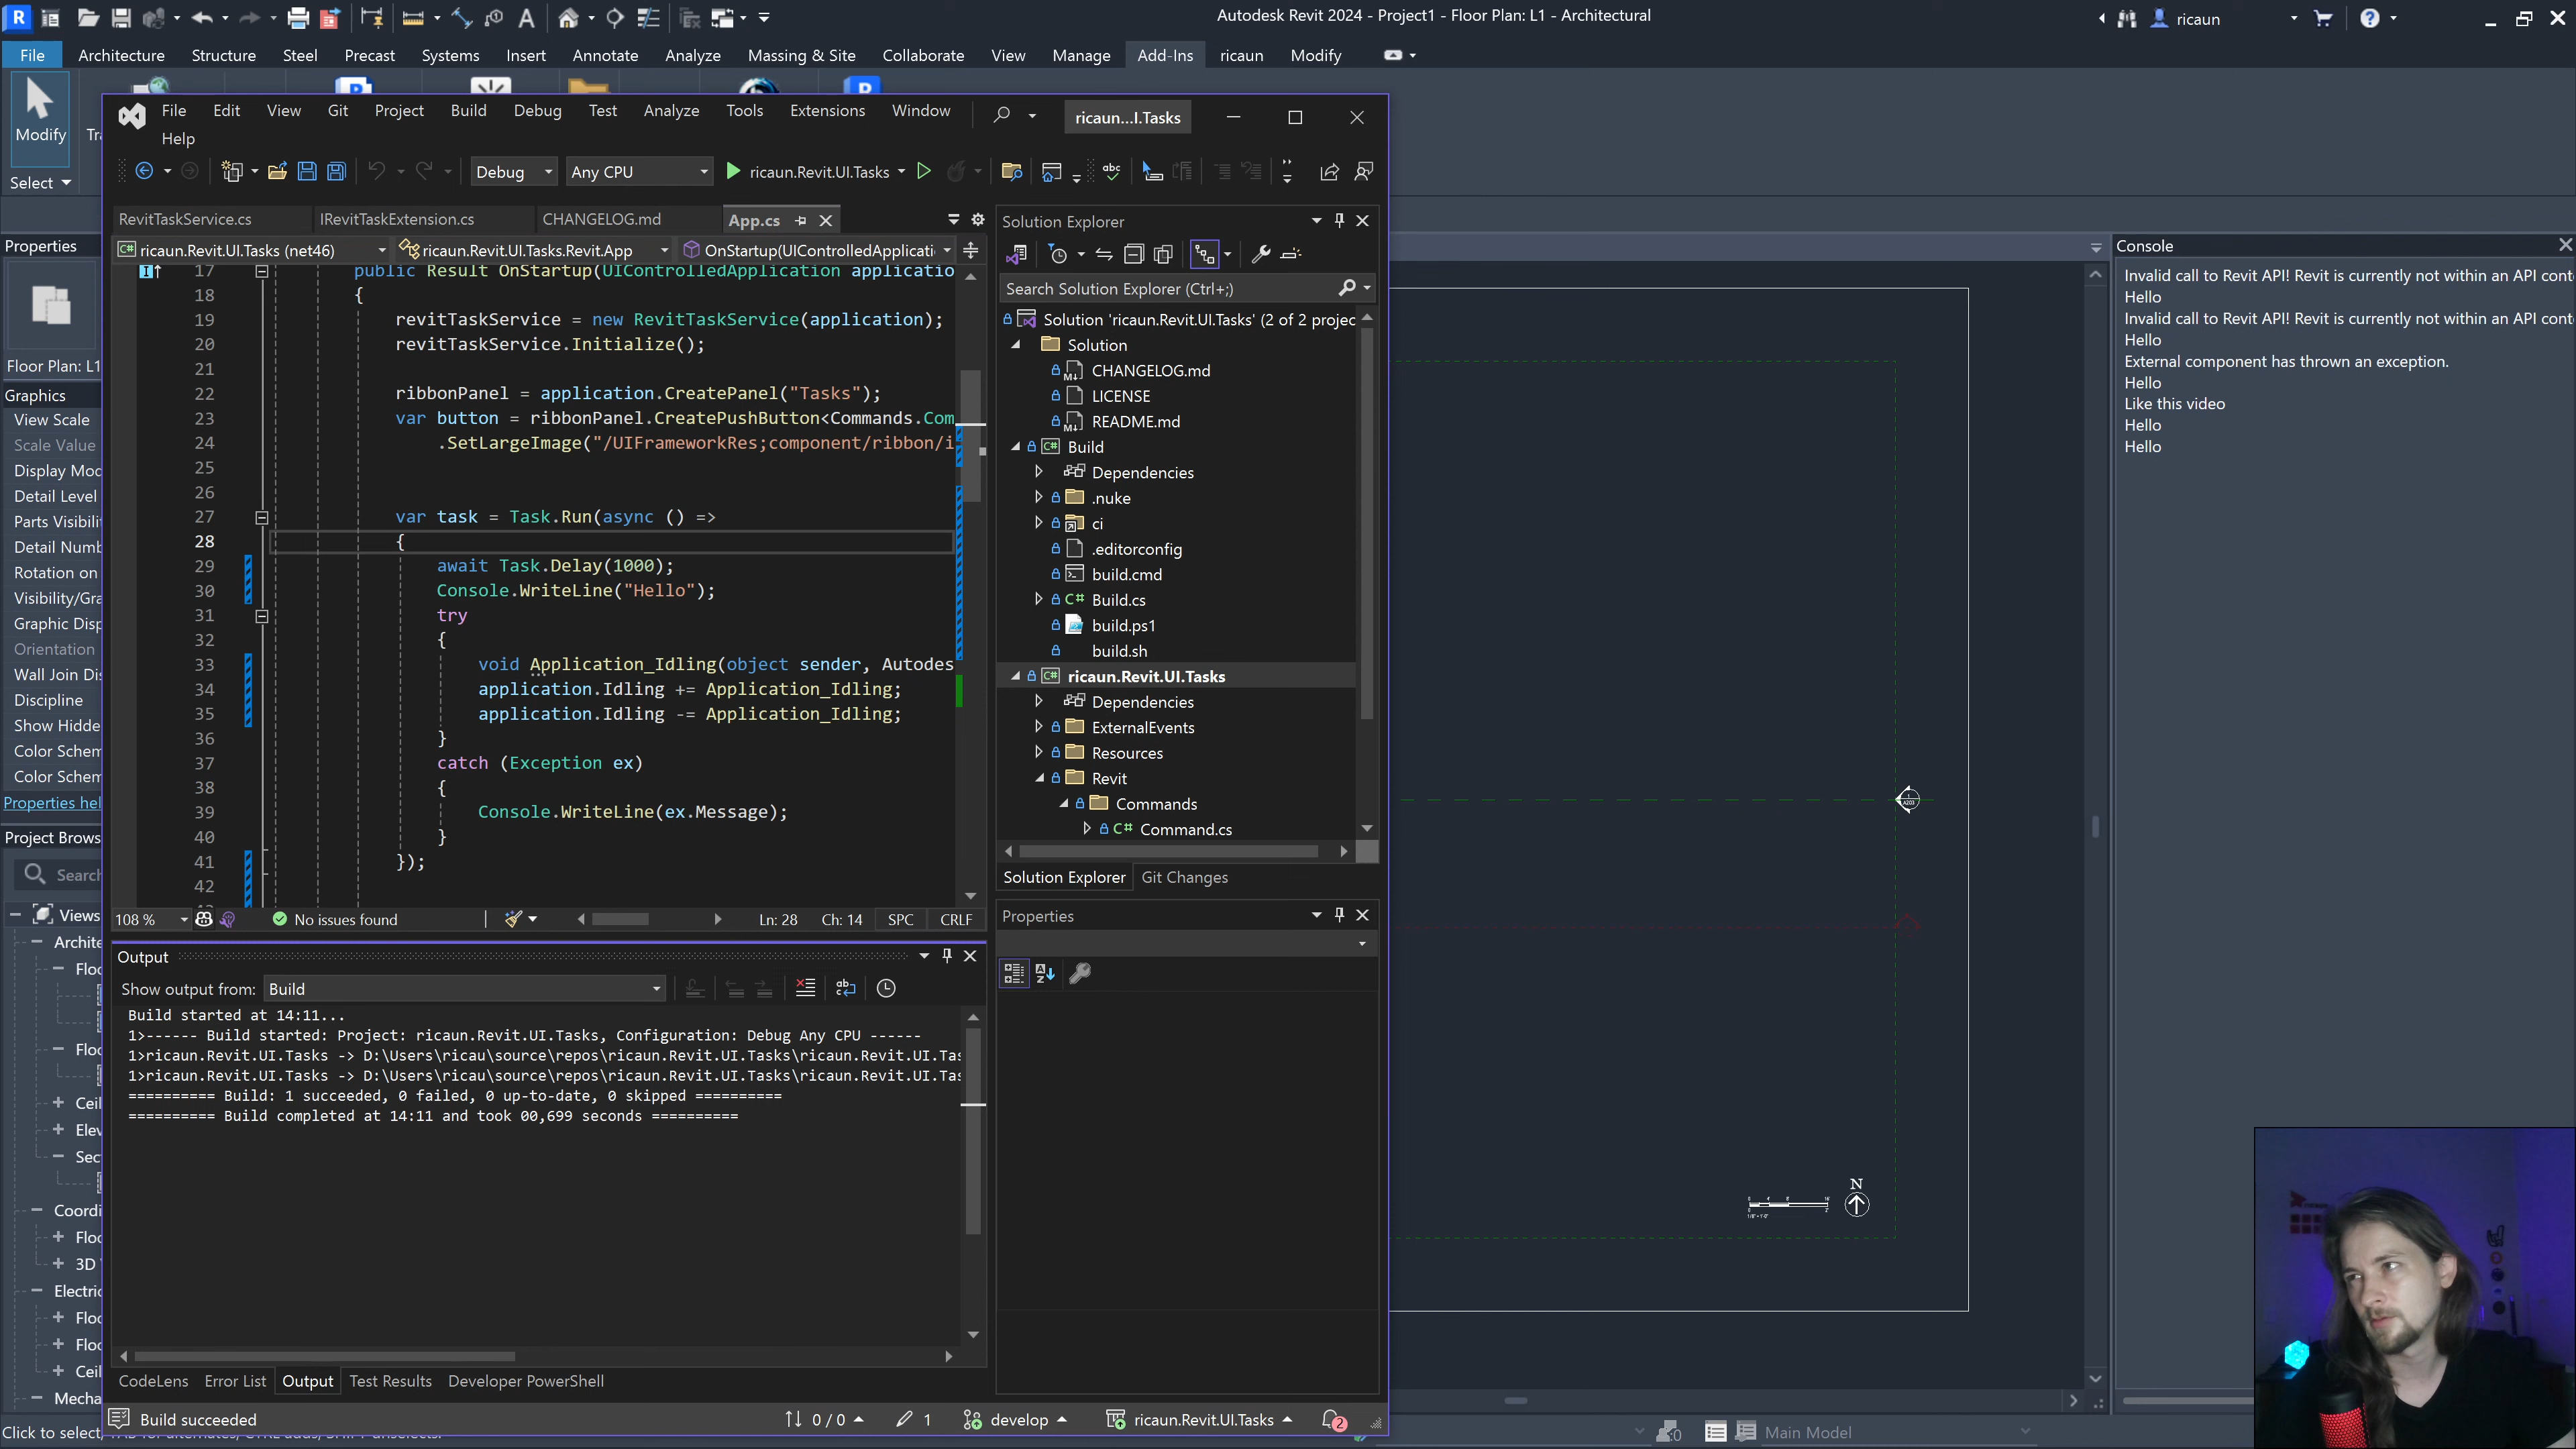 Autodesk Revit 2024 - Project1 - Floor Plan: L1 - Architectural
ricaun
File Architecture Structure Steel Precast Systems Insert Annotate Analyze Massing & Site Collaborate View Manage Add-Ins ricaun Modify
Modify
Select
Properties
Floor Plan: L1
Graphics
View Scale
Scale Value
Display Mod
Detail Level
Parts Visibili
Detail Numb
Rotation on
Visibility/Gra
Graphic Disp
Orientation
Wall Join Dis
Discipline
Show Hidde
Color Schem
Color Schem
Properties hel
Project Brows
Search
Views
Archite
Floo
Floo
Ceil
Elev
Sec
Coordi
Floo
3D
Electric
Floo
Floo
Ceil
Mecha
File Edit View Git Project Build Debug Test Analyze Tools Extensions Window
Help
ricaun...I.Tasks
Debug Any CPU ricaun.Revit.UI.Tasks
RevitTaskService.cs IRevitTaskExtension.cs CHANGELOG.md App.cs
ricaun.Revit.UI.Tasks (net46) ricaun.Revit.UI.Tasks.Revit.App OnStartup(UIControlledApplicati
17 public Result OnStartup(UIControlledApplication applicatio
18 {
19 revitTaskService = new RevitTaskService(application);
20 revitTaskService.Initialize();
21
22 ribbonPanel = application.CreatePanel("Tasks");
23 var button = ribbonPanel.CreatePushButton<Commands.Com
24 .SetLargeImage("/UIFrameworkRes;component/ribbon/i
25
26
27 var task = Task.Run(async () =>
28 {
29 await Task.Delay(1000);
30 Console.WriteLine("Hello");
31 try
32 {
33 void Application_Idling(object sender, Autodes
34 application.Idling += Application_Idling;
35 application.Idling -= Application_Idling;
36 }
37 catch (Exception ex)
38 {
39 Console.WriteLine(ex.Message);
40 }
41 });
42
108 % No issues found Ln: 28 Ch: 14 SPC CRLF
Output
Show output from: Build
Build started at 14:11...
1>------ Build started: Project: ricaun.Revit.UI.Tasks, Configuration: Debug Any CPU ------
1>ricaun.Revit.UI.Tasks -> D:\Users\ricau\source\repos\ricaun.Revit.UI.Tasks\ricaun.Revit.UI.Tas
1>ricaun.Revit.UI.Tasks -> D:\Users\ricau\source\repos\ricaun.Revit.UI.Tasks\ricaun.Revit.UI.Tas
========== Build: 1 succeeded, 0 failed, 0 up-to-date, 0 skipped ==========
========== Build completed at 14:11 and took 00,699 seconds ==========
CodeLens Error List Output Test Results Developer PowerShell
Build succeeded 0 / 0 1 develop ricaun.Revit.UI.Tasks 2
Solution Explorer
Search Solution Explorer (Ctrl+;)
Solution 'ricaun.Revit.UI.Tasks' (2 of 2 projec
Solution
CHANGELOG.md
LICENSE
README.md
Build
Dependencies
.nuke
ci
.editorconfig
build.cmd
Build.cs
build.ps1
build.sh
ricaun.Revit.UI.Tasks
Dependencies
ExternalEvents
Resources
Revit
Commands
Command.cs
Solution Explorer Git Changes
Properties
Console
Invalid call to Revit API! Revit is currently not within an API conte
Hello
Invalid call to Revit API! Revit is currently not within an API conte
Hello
External component has thrown an exception.
Hello
Like this video
Hello
Hello
N
:0 Main Model